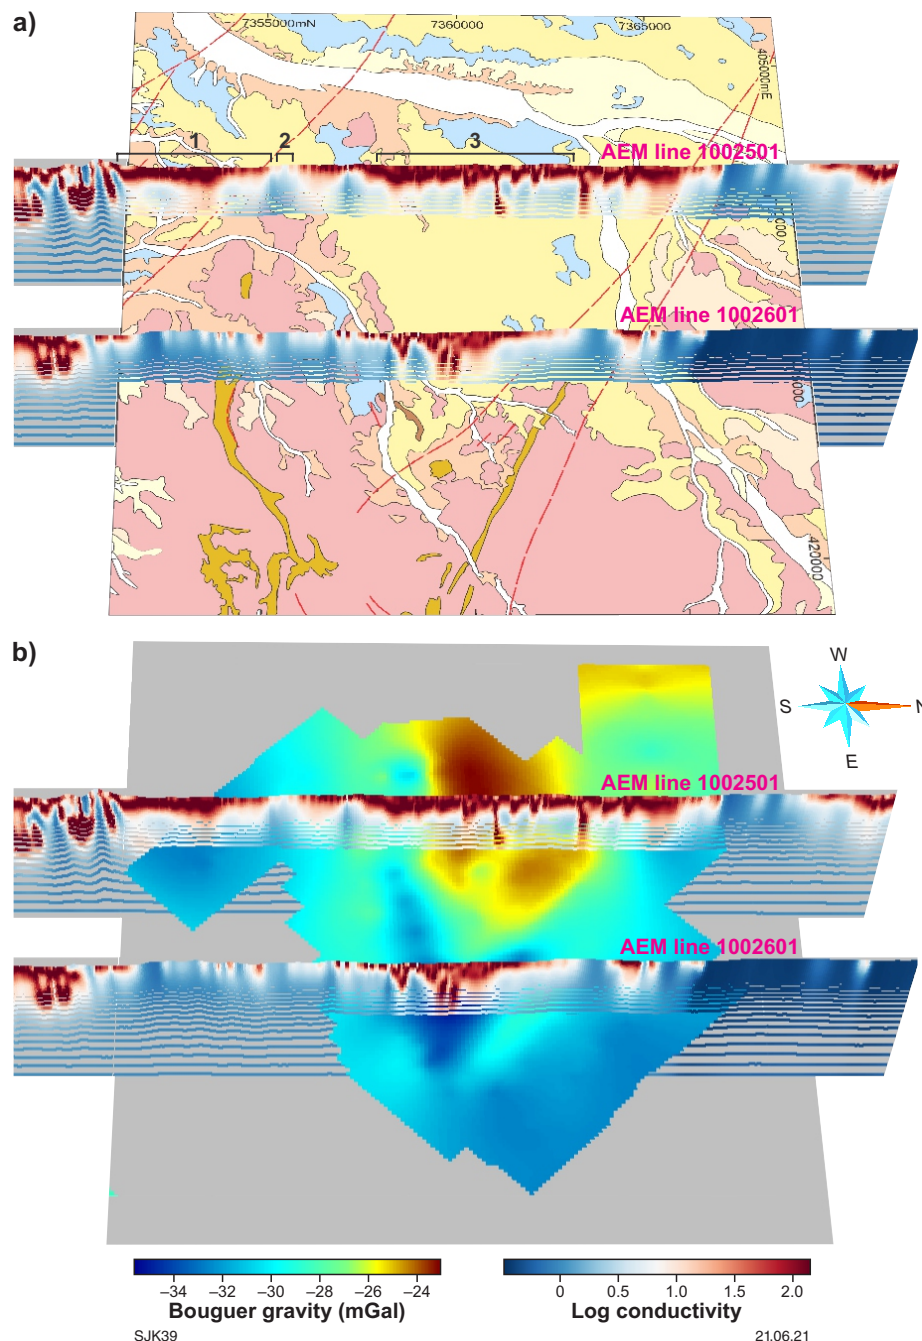 a)
7355000mN
7360000
7365000
405000mE
1
2
3
AEM line 1002501
AEM line 1002601
420000
b)
W
S
N
E
AEM line 1002501
AEM line 1002601
–34
–32
–30
–28
–26
–24
0
0.5
1.0
1.5
2.0
Bouguer gravity (mGal)
Log conductivity
SJK39
21.06.21